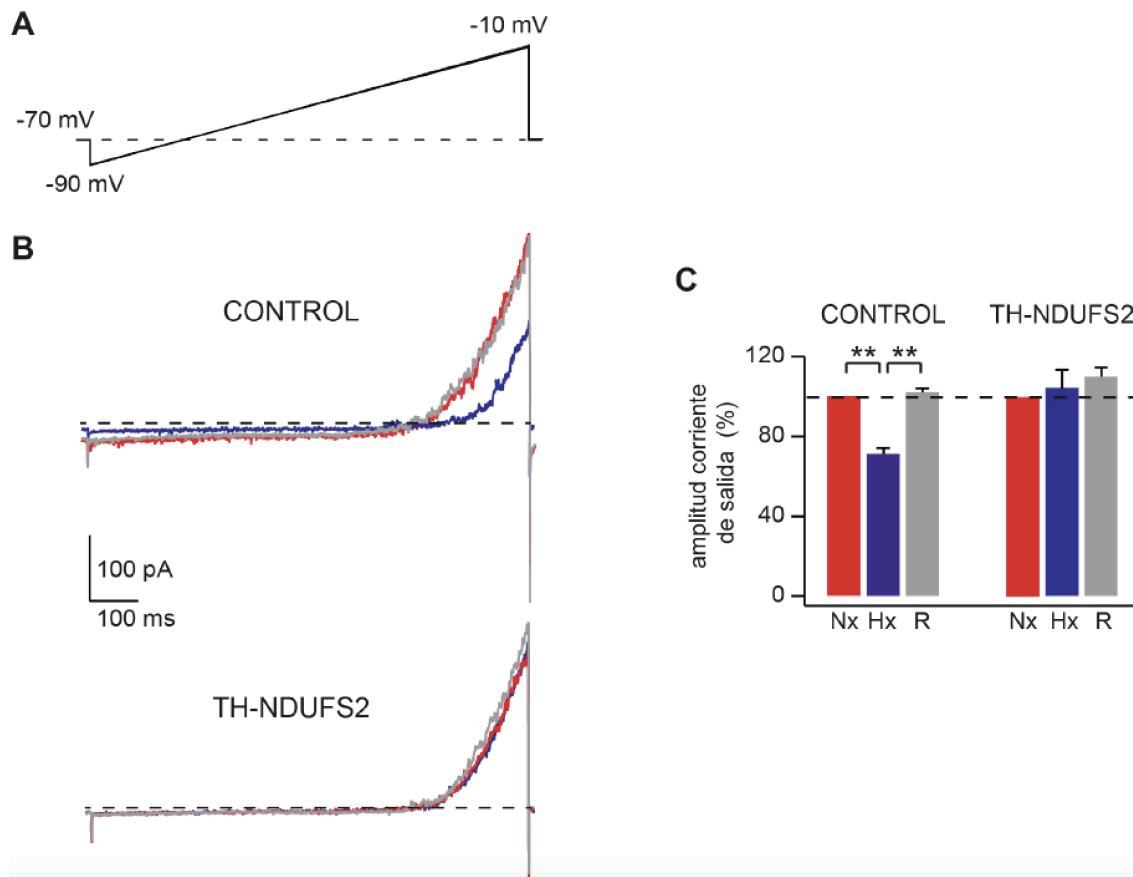 A
-10 mV
-70 mV
-90 mV
B
CONTROL
100 pA
100 ms
TH-NDUFS2
C
CONTROL TH-NDUFS2
** **
120
80
40
0
amplitud corriente
de salida (%)
Nx Hx R Nx Hx R